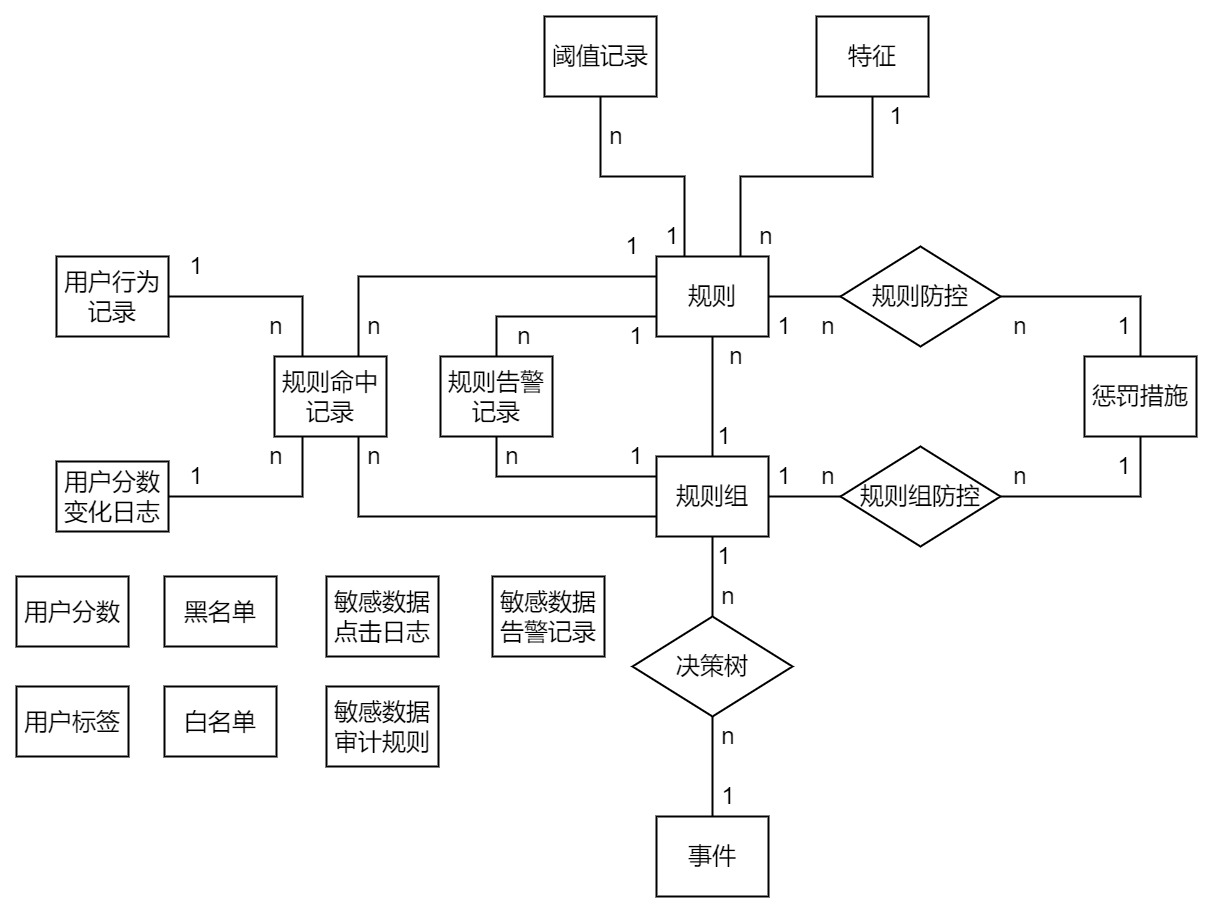 阈值记录
特征
n
1
1
1
n
用户行为
记录
1
规则
规则防控
n
n
n
1
1
n
n
1
规则命中
记录
规则告警
记录
n
惩罚措施
用户分数
变化日志
1
n
n
n
1
1
规则组
1
n
规则组防控
n
1
1
n
用户分数
黑名单
敏感数据
点击日志
敏感数据
告警记录
决策树
用户标签
白名单
敏感数据
审计规则
n
1
事件